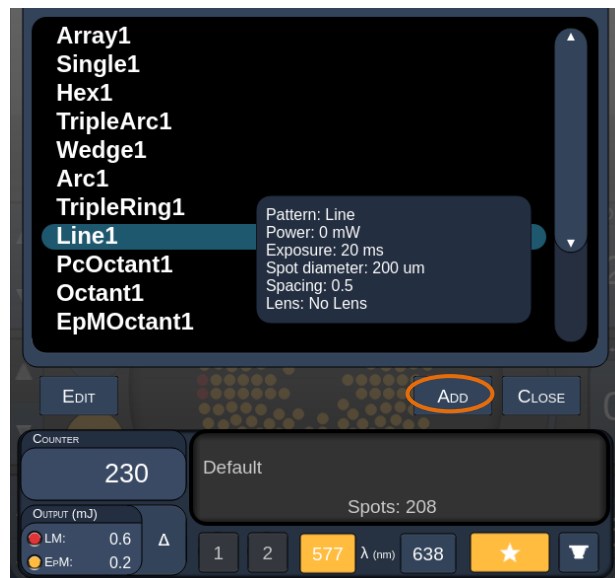 Array1
Single1
Hex1
TripleArc1
Wedge1
Arc1
TripleRing1
Line1
PcOctant1
Octant1
EpMOctant1
Pattern: Line
Power: 0 mW
Exposure: 20 ms
Spot diameter: 200 um
Spacing: 0.5
Lens: No Lens
EDIT
ADD
CLOSE
COUNTER
230
Default
Spots: 208
OUTPUT (mJ)
LM: 0.6
EPM: 0.2
Δ
1 2 577 λ (nm) 638